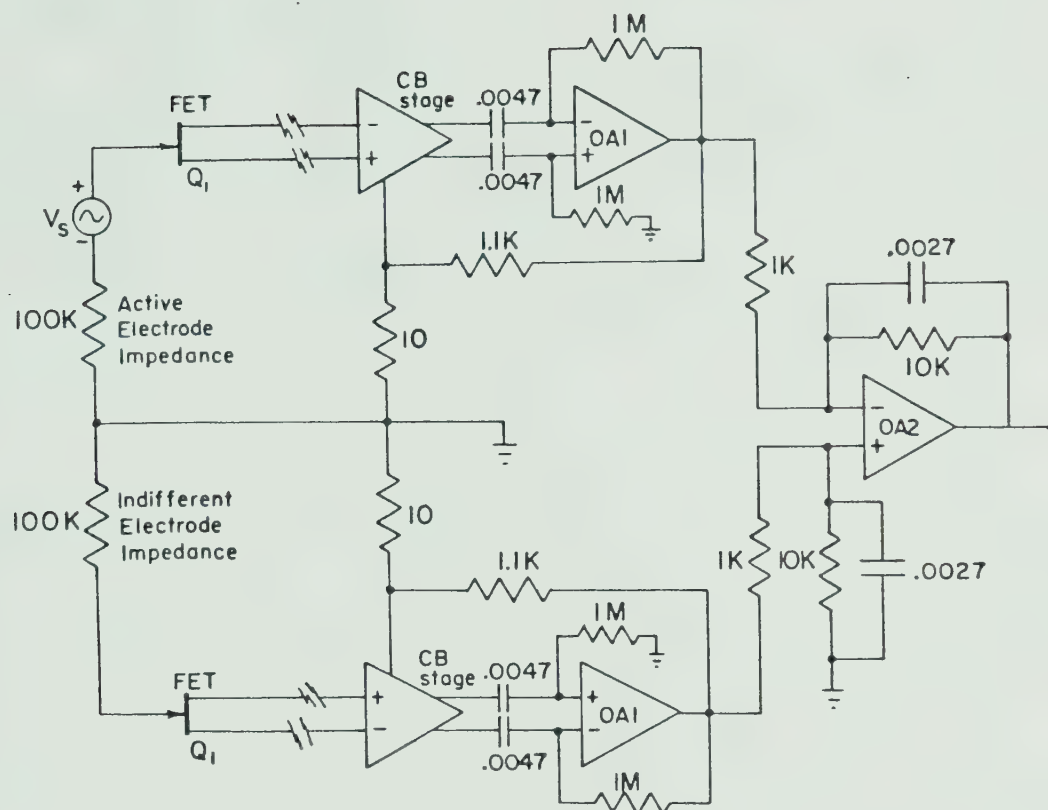 1 M
CB
stage
.0047
FET
-
+
-
+
OA1
Q1
.0047
1M
+
Vs
-
1.1K
1K
.0027
100K
Active
Electrode
Impedance
10
10K
-
+
OA2
100K
Indifferent
Electrode
Impedance
10
1.1K
1K
10K
.0027
1M
CB
stage
.0047
FET
+
-
+
-
OA1
Q1
.0047
1M